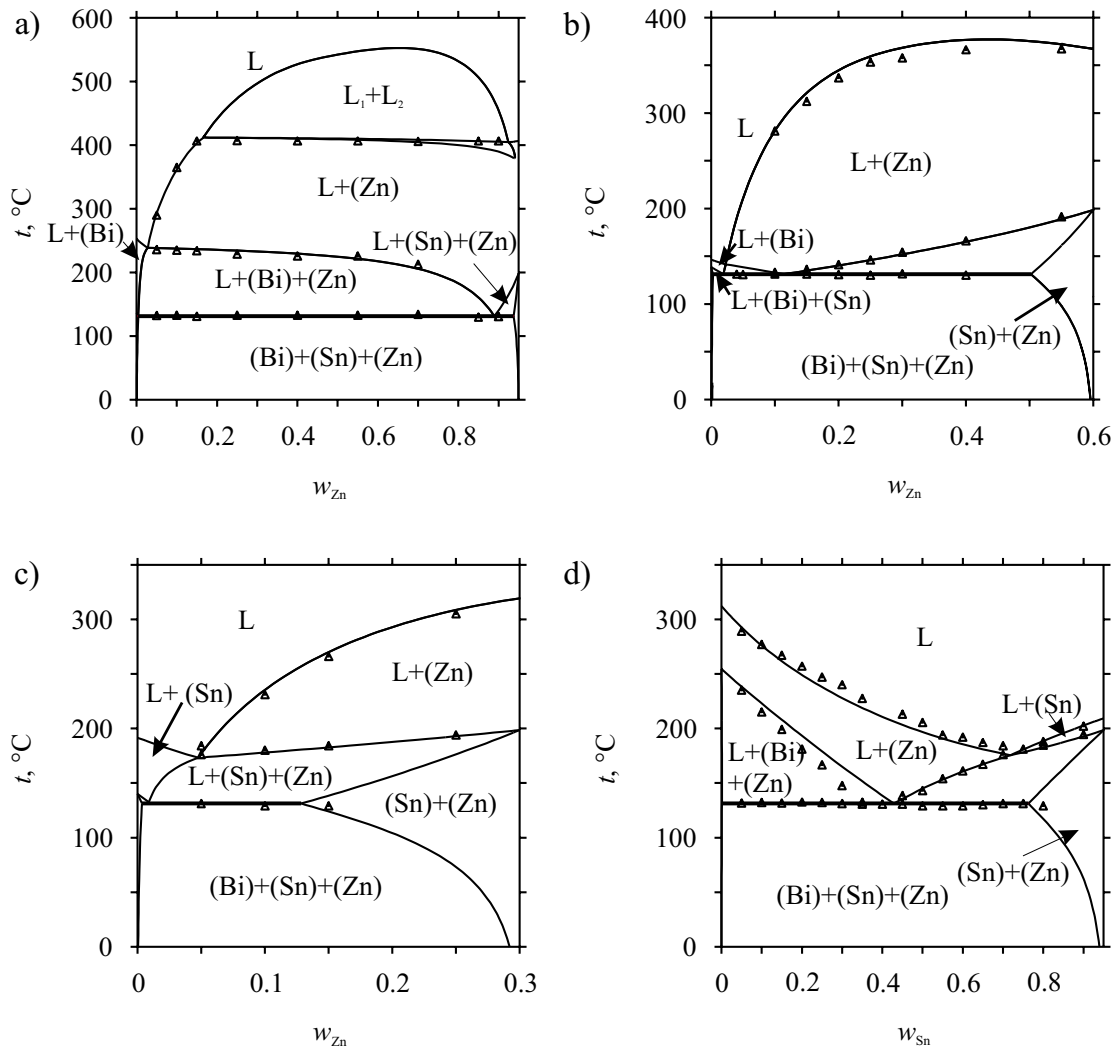 a)
600
500
400
300
200
100
0
t, °C
L
L₁+L₂
L+(Zn)
L+(Bi)
L+(Sn)+(Zn)
L+(Bi)+(Zn)
(Bi)+(Sn)+(Zn)
0 0.2 0.4 0.6 0.8
wZn
b)
400
300
200
100
0
t, °C
L
L+(Zn)
L+(Bi)
L+(Bi)+(Sn)
(Sn)+(Zn)
(Bi)+(Sn)+(Zn)
0 0.2 0.4 0.6
wZn
c)
300
200
100
0
t, °C
L
L+(Sn)
L+(Zn)
L+(Sn)+(Zn)
(Sn)+(Zn)
(Bi)+(Sn)+(Zn)
0 0.1 0.2 0.3
wZn
d)
300
200
100
0
t, °C
L
L+(Sn)
L+(Bi)
+(Zn)
L+(Zn)
(Sn)+(Zn)
(Bi)+(Sn)+(Zn)
0 0.2 0.4 0.6 0.8
wSn